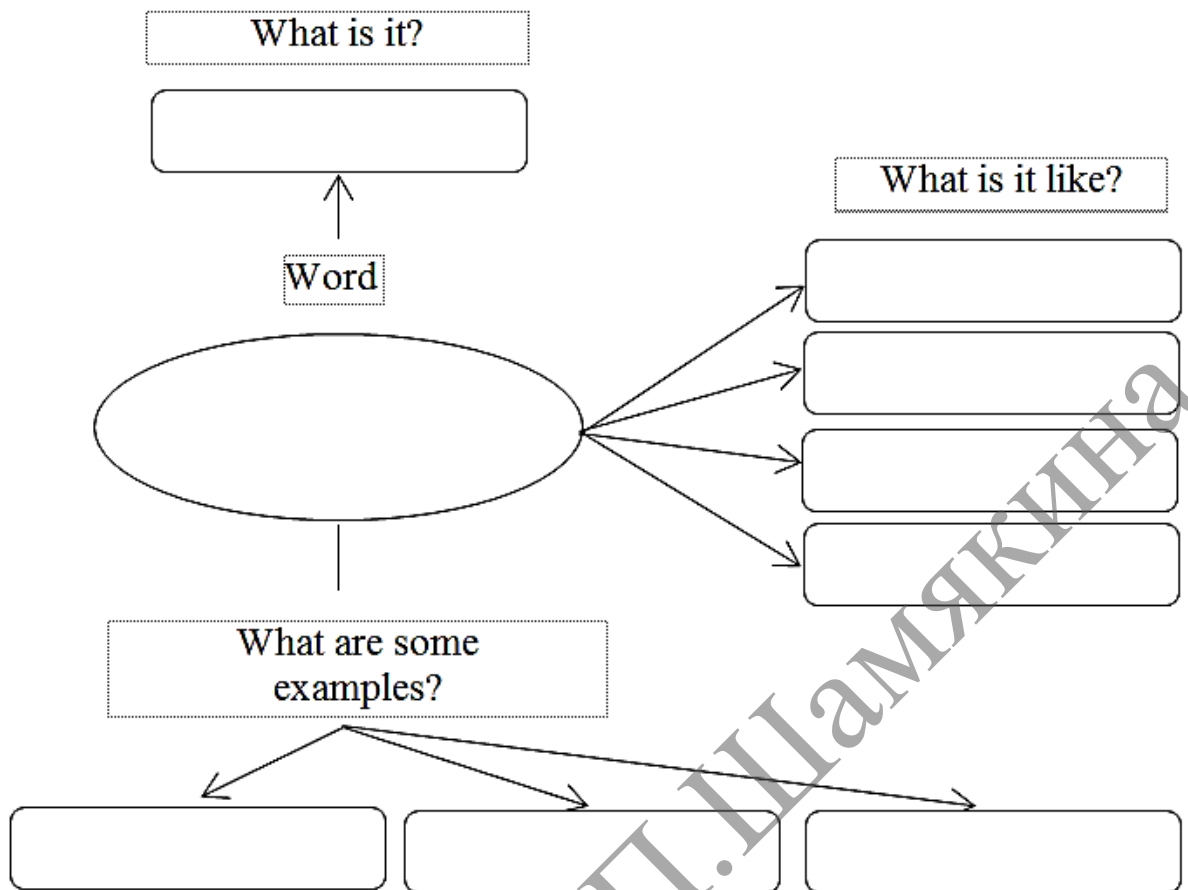 What is it?
What is it like?
Word
What are some
examples?
П.Шамякина